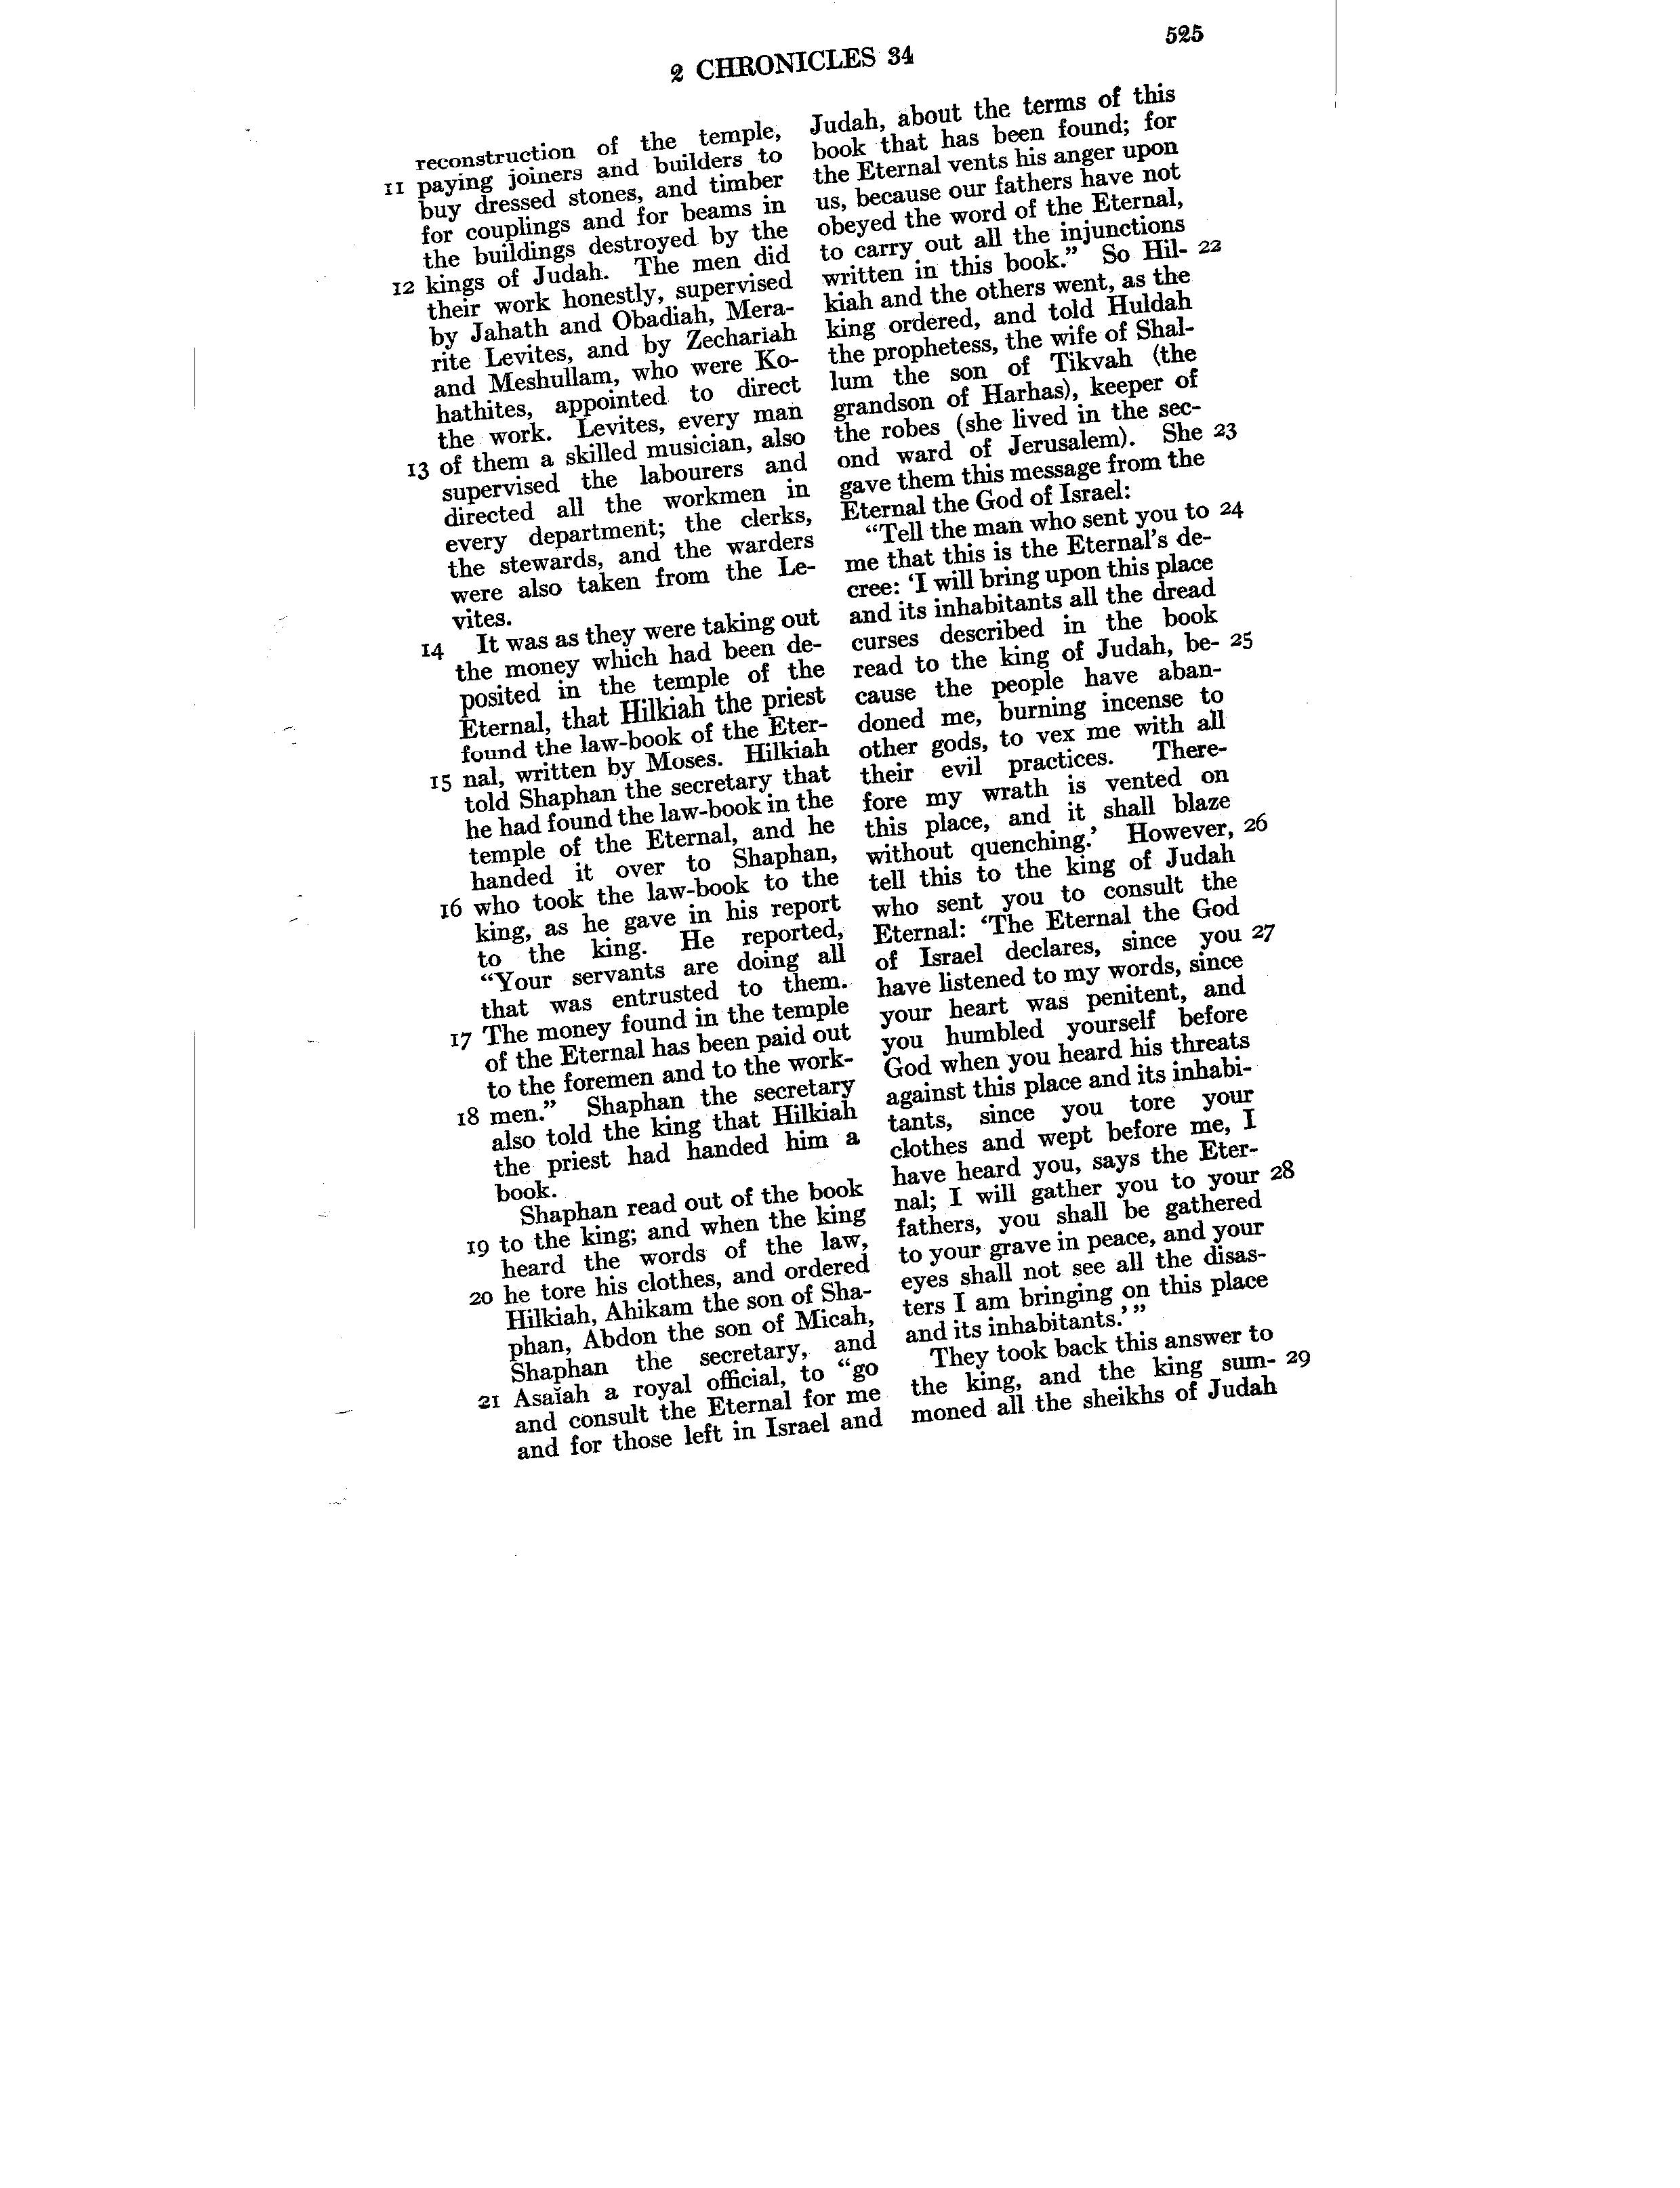 2 CHRONICLES 34
525
reconstruction of the temple,
11 paying joiners and builders to
buy dressed stones, and timber
for couplings and for beams in
the buildings destroyed by the
12 kings of Judah. The men did
their work honestly, supervised
by Jahath and Obadiah, Mera-
rite Levites, and by Zechariah
and Meshullam, who were Ko-
hathites, appointed to direct
the work. Levites, every man
13 of them a skilled musician, also
supervised the labourers and
directed all the workmen in
every department; the clerks,
the stewards, and the warders
were also taken from the Le-
vites.
14 It was as they were taking out
the money which had been de-
posited in the temple of the
Eternal, that Hilkiah the priest
found the law-book of the Eter-
15 nal, written by Moses. Hilkiah
told Shaphan the secretary that
he had found the law-book in the
temple of the Eternal, and he
handed it over to Shaphan,
16 who took the law-book to the
king, as he gave in his report
to the king. He reported,
“Your servants are doing all
that was entrusted to them.
17 The money found in the temple
of the Eternal has been paid out
to the foremen and to the work-
18 men.” Shaphan the secretary
also told the king that Hilkiah
the priest had handed him a
book.
Shaphan read out of the book
19 to the king; and when the king
heard the words of the law,
20 he tore his clothes, and ordered
Hilkiah, Ahikam the son of Sha-
phan, Abdon the son of Micah,
Shaphan the secretary, and
21 Asaïah a royal official, to “go
and consult the Eternal for me
and for those left in Israel and
Judah, about the terms of this
book that has been found; for
the Eternal vents his anger upon
us, because our fathers have not
obeyed the word of the Eternal,
to carry out all the injunctions
written in this book.” So Hil- 22
kiah and the others went, as the
king ordered, and told Huldah
the prophetess, the wife of Shal-
lum the son of Tikvah (the
grandson of Harhas), keeper of
the robes (she lived in the sec-
ond ward of Jerusalem). She 23
gave them this message from the
Eternal the God of Israel:
“Tell the man who sent you to 24
me that this is the Eternal’s de-
cree: ‘I will bring upon this place
and its inhabitants all the dread
curses described in the book
read to the king of Judah, be- 25
cause the people have aban-
doned me, burning incense to
other gods, to vex me with all
their evil practices. There-
fore my wrath is vented on
this place, and it shall blaze
without quenching.’ However, 26
tell this to the king of Judah
who sent you to consult the
Eternal: ‘The Eternal the God
of Israel declares, since you 27
have listened to my words, since
your heart was penitent, and
you humbled yourself before
God when you heard his threats
against this place and its inhabi-
tants, since you tore your
clothes and wept before me, I
have heard you, says the Eter-
nal; I will gather you to your 28
fathers, you shall be gathered
to your grave in peace, and your
eyes shall not see all the disas-
ters I am bringing on this place
and its inhabitants.’”
They took back this answer to
the king, and the king sum- 29
moned all the sheikhs of Judah